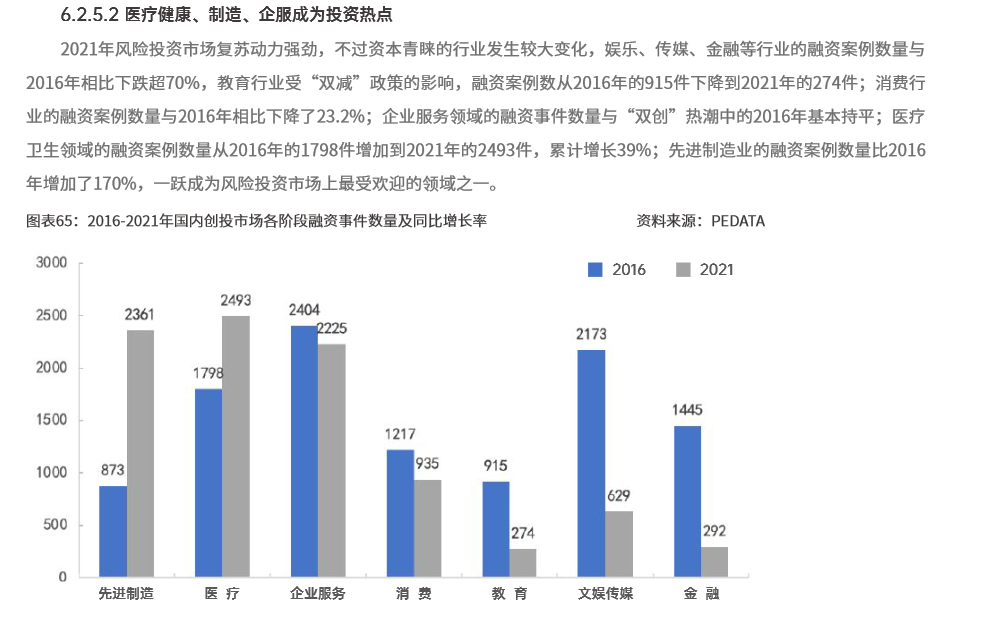 6.2.5.2 医疗健康、制造、企服成为投资热点
2021年风险投资市场复苏动力强劲，不过资本青睐的行业发生较大变化，娱乐、传媒、金融等行业的融资案例数量与
2016年相比下跌超70%，教育行业受“双减”政策的影响，融资案例数从2016年的915件下降到2021年的274件；消费行
业的融资案例数量与2016年相比下降了23.2%；企业服务领域的融资事件数量与“双创”热潮中的2016年基本持平；医疗
卫生领域的融资案例数量从2016年的1798件增加到2021年的2493件，累计增长39%；先进制造业的融资案例数量比2016
年增加了170%，一跃成为风险投资市场上最受欢迎的领域之一。
图表65：2016-2021年国内创投市场各阶段融资事件数量及同比增长率 资料来源：PEDATA
2016 2021
3000
2500
2000
1500
1000
500
0
873 2361
1798 2493
2404 2225
1217 935
915 274
2173 629
1445 292
先进制造 医 疗 企业服务 消 费 教 育 文娱传媒 金 融